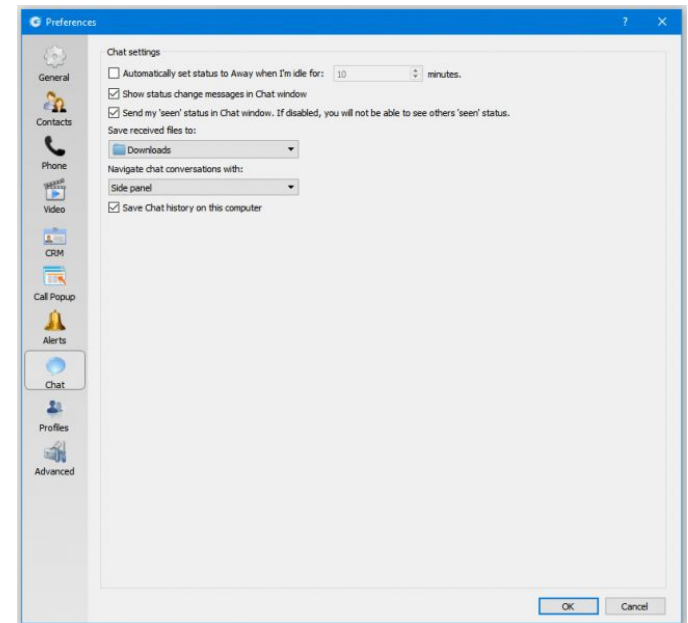 Preferences
?
General
Contacts
Phone
Video
CRM
Call Popup
Alerts
Chat
Profiles
Advanced
Chat settings
Automatically set status to Away when I'm idle for: 10 minutes.
Show status change messages in Chat window
Send my 'seen' status in Chat window. If disabled, you will not be able to see others 'seen' status.
Save received files to:
Downloads
Navigate chat conversations with:
Side panel
Save Chat history on this computer
OK Cancel